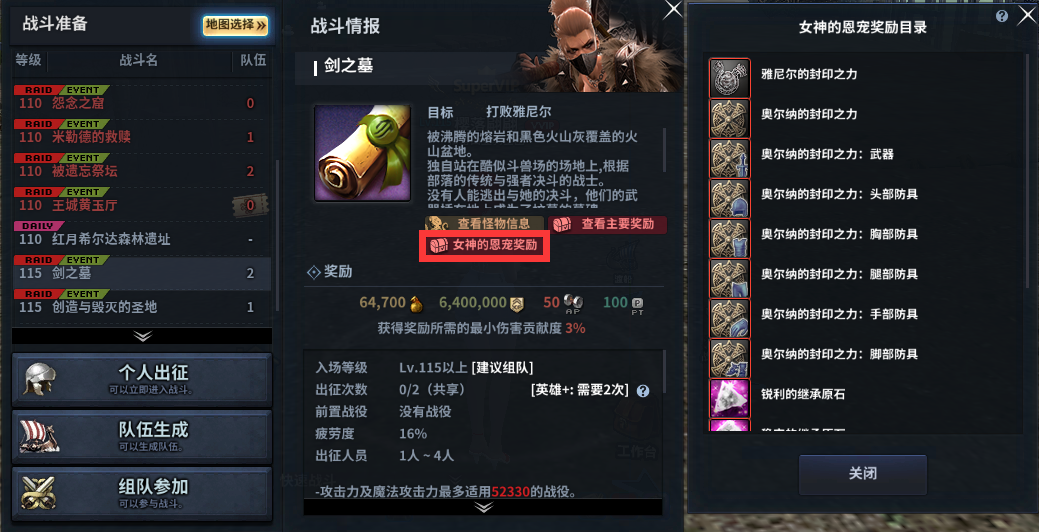 战斗准备
地图选择 »
等级 战斗名 队伍
RAID EVENT
110 怨念之窟 0
RAID EVENT
110 米勒德的救赎 1
RAID EVENT
110 被遗忘祭坛 2
RAID EVENT
110 王城黄玉厅 0
DAILY
110 红月希尔达森林遗址 -
RAID EVENT
115 剑之墓 2
RAID EVENT
115 创造与毁灭的圣地 1
个人出征
可以立即进入战斗。
队伍生成
可以生成队伍。
组队参加
可以参与战斗。
战斗情报
剑之墓
目标 打败雅尼尔
被沸腾的熔岩和黑色火山灰覆盖的火
山盆地。
独自站在酷似斗兽场的场地上,根据
部落的传统与强者决斗的战士。
没有人能逃出与她的决斗，他们的武
查看怪物信息 查看主要奖励
女神的恩宠奖励
奖励
64,700 6,400,000 50 AP 100 P PT
获得奖励所需的最小伤害贡献度 3%
入场等级 Lv.115以上 [建议组队]
出征次数 0/2（共享） [英雄+: 需要2次] ?
前置战役 没有战役
疲劳度 16%
出征人员 1人 ~ 4人
-攻击力及魔法攻击力最多适用52330的战役。
女神的恩宠奖励目录
雅尼尔的封印之力
奥尔纳的封印之力
奥尔纳的封印之力：武器
奥尔纳的封印之力：头部防具
奥尔纳的封印之力：胸部防具
奥尔纳的封印之力：腿部防具
奥尔纳的封印之力：手部防具
奥尔纳的封印之力：脚部防具
锐利的继承原石
关闭